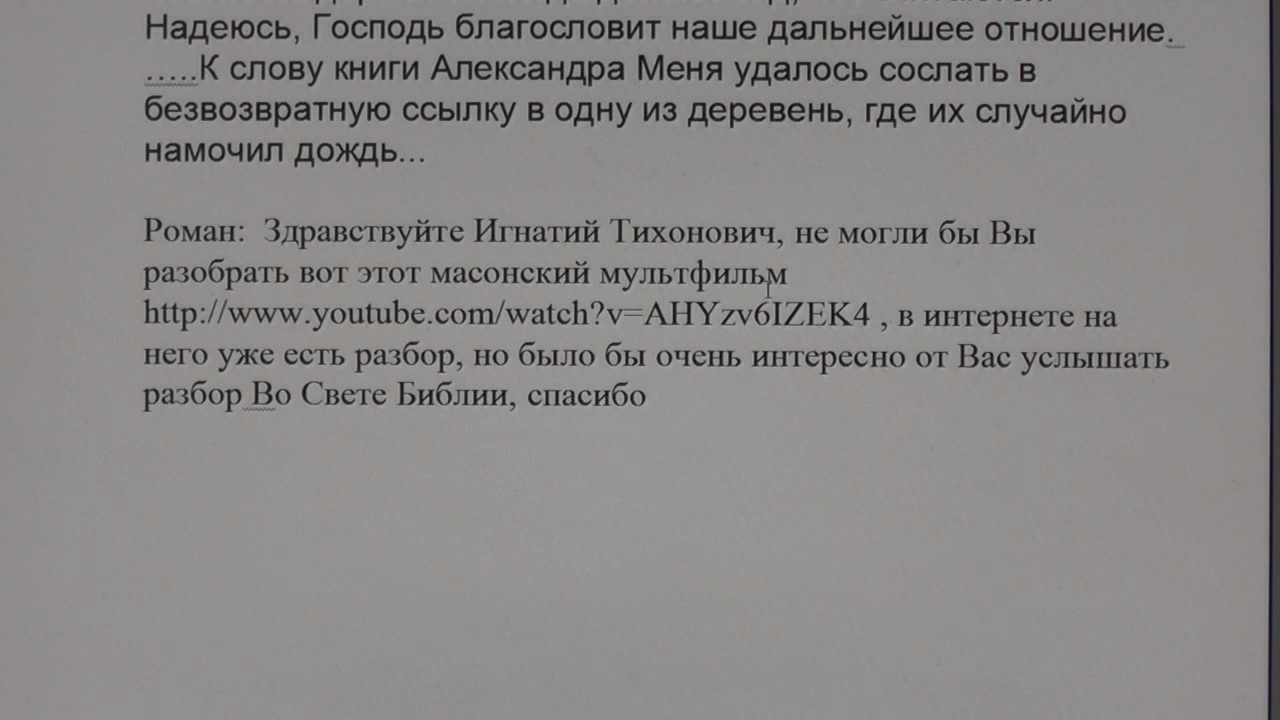 Надеюсь, Господь благословит наше дальнейшее отношение.
…..К слову книги Александра Меня удалось сослать в
безвозвратную ссылку в одну из деревень, где их случайно
намочил дождь...
Роман:  Здравствуйте Игнатий Тихонович, не могли бы Вы
разобрать вот этот масонский мультфильм
http://www.youtube.com/watch?v=AHYzv6IZEK4 , в интернете на
него уже есть разбор, но было бы очень интересно от Вас услышать
разбор Во Свете Библии, спасибо